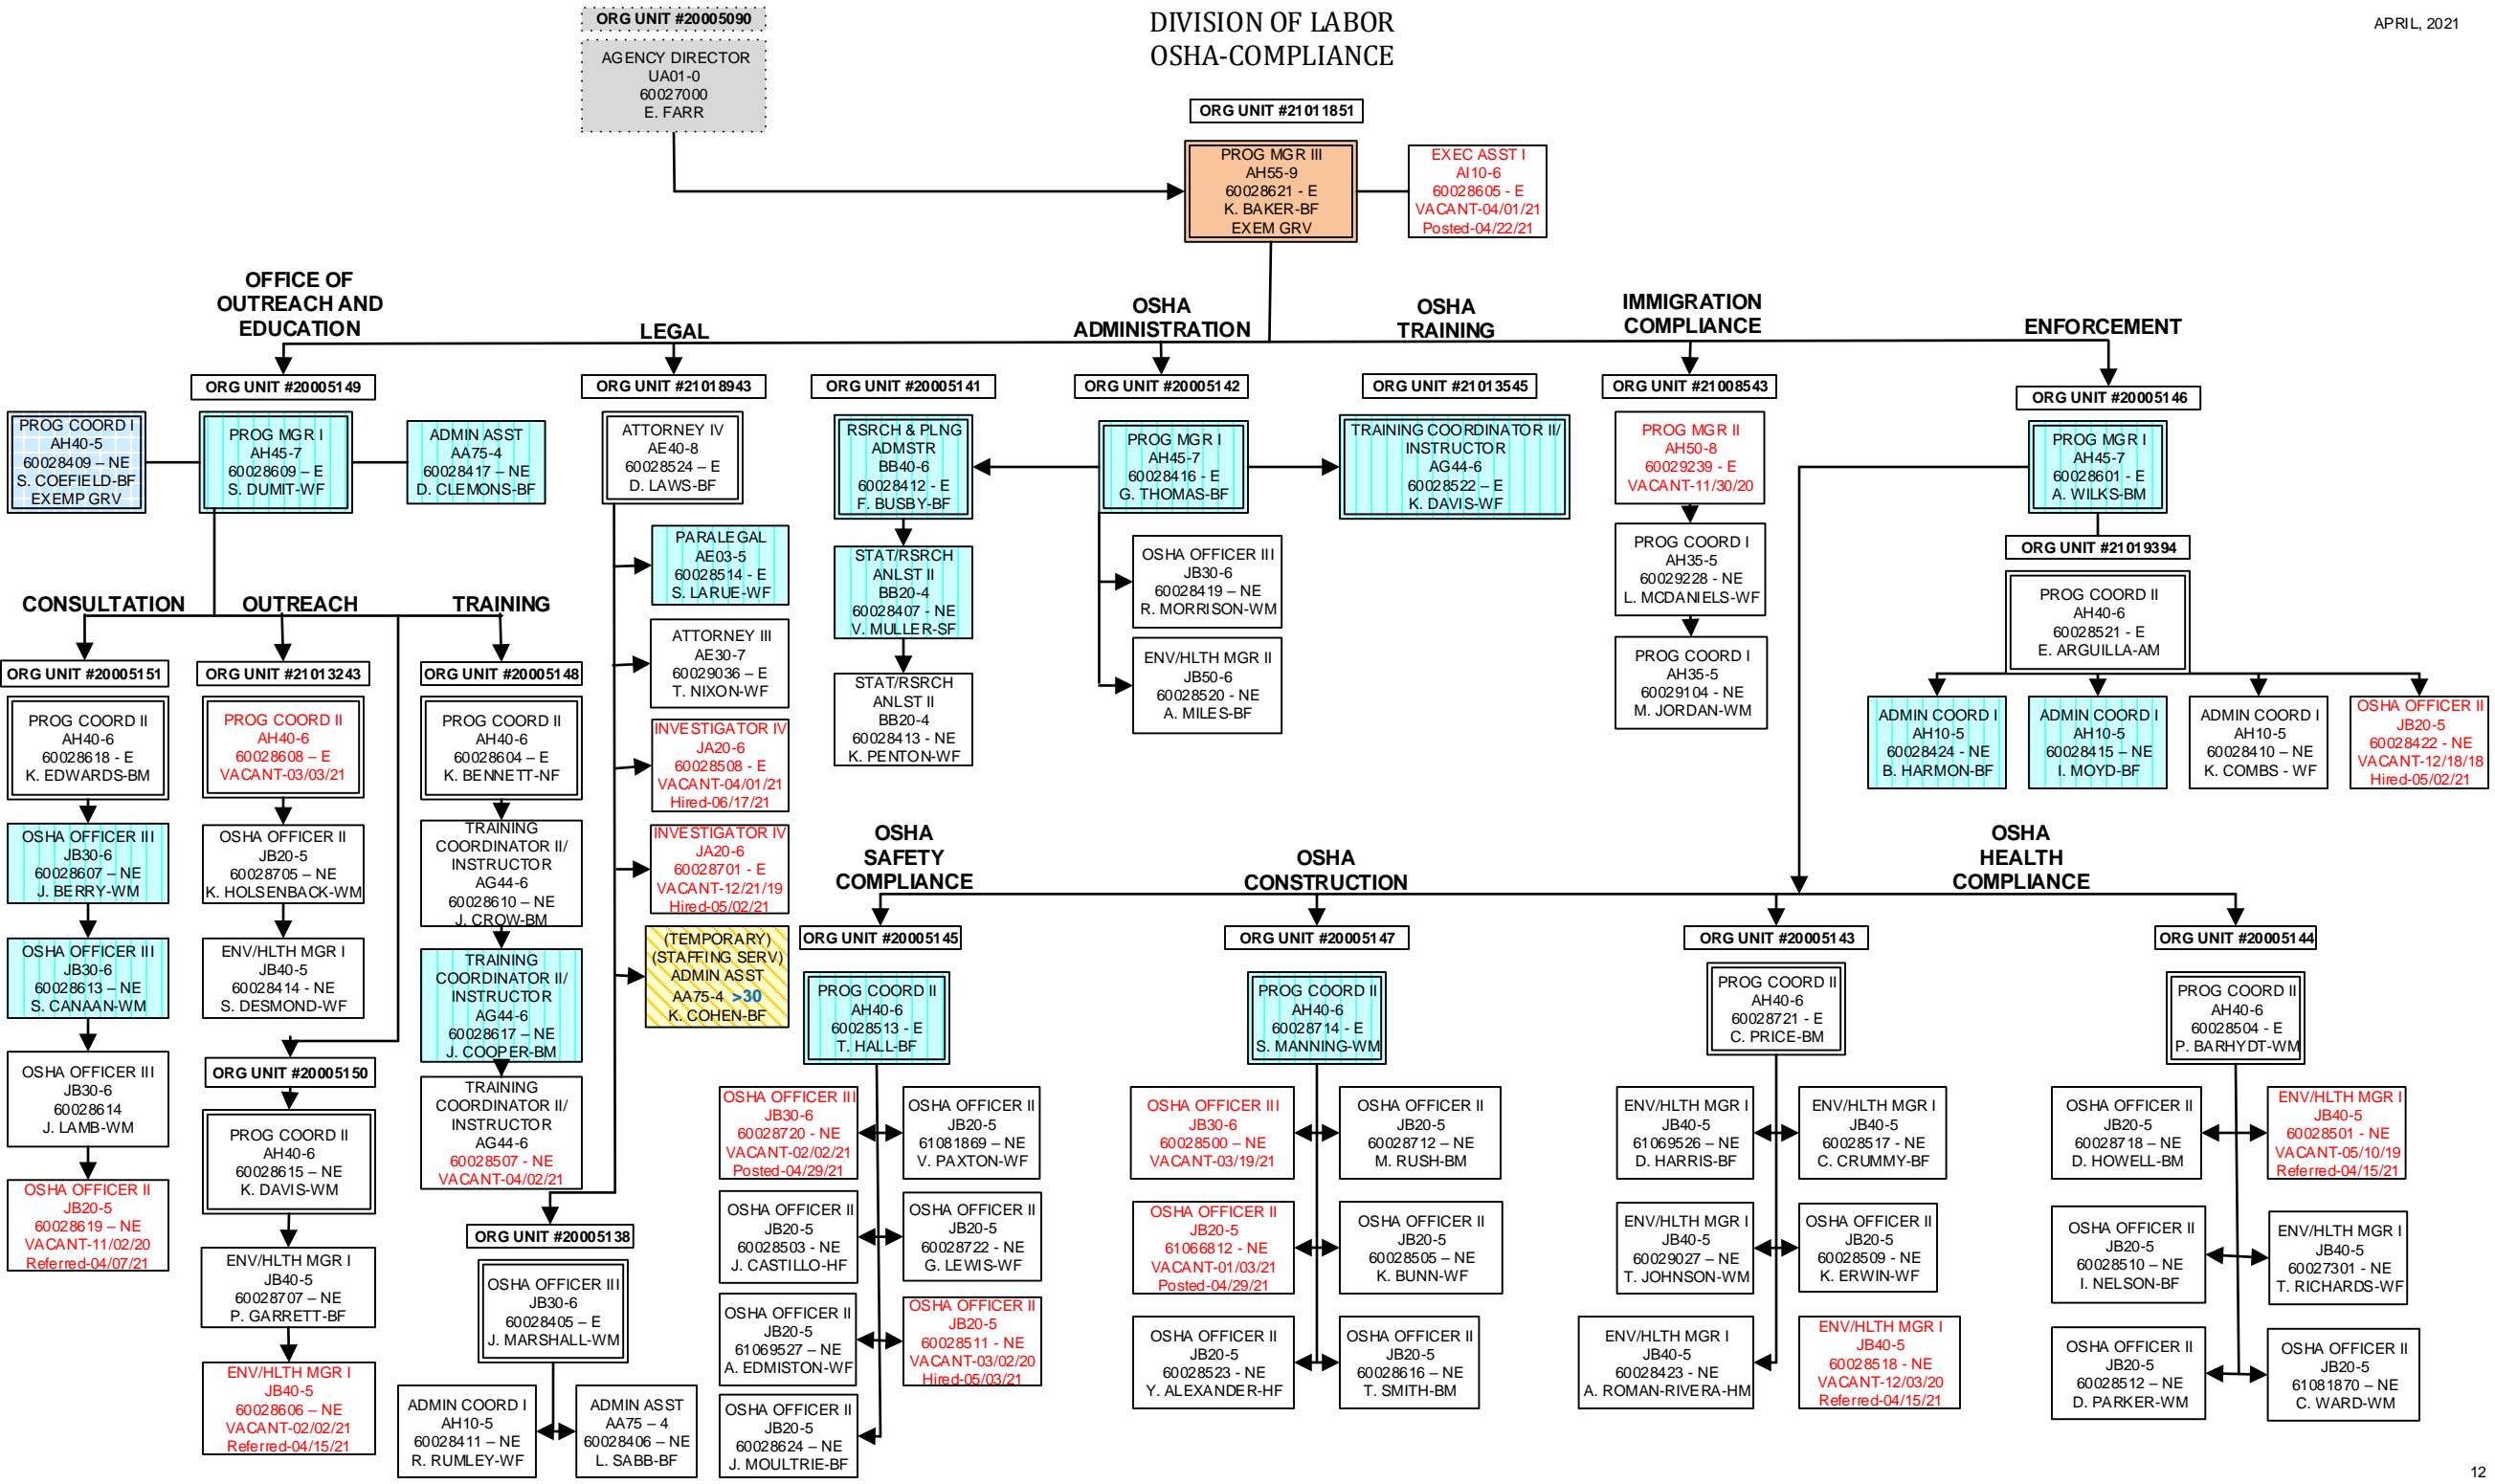 DIVISION OF LABOR
OSHA-COMPLIANCE
APRIL, 2021
ORG UNIT #20005090
AGENCY DIRECTOR
UA01-0
60027000
E. FARR
ORG UNIT #21011851
PROG MGR III
AH55-9
60028621 - E
K. BAKER-BF
EXEM GRV
EXEC ASST I
AI10-6
60028605 - E
VACANT-04/01/21
Posted-04/22/21
OFFICE OF
OUTREACH AND
EDUCATION
LEGAL
OSHA
ADMINISTRATION
OSHA
TRAINING
IMMIGRATION
COMPLIANCE
ENFORCEMENT
ORG UNIT #20005149
PROG COORD I
AH40-5
60028409 – NE
S. COEFIELD-BF
EXEMP GRV
PROG MGR I
AH45-7
60028609 – E
S. DUMIT-WF
ADMIN ASST
AA75-4
60028417 – NE
D. CLEMONS-BF
ORG UNIT #21018943
ATTORNEY IV
AE40-8
60028524 – E
D. LAWS-BF
ORG UNIT #20005141
RSRCH & PLNG
ADMSTR
BB40-6
60028412 - E
F. BUSBY-BF
ORG UNIT #20005142
PROG MGR I
AH45-7
60028416 – E
G. THOMAS-BF
ORG UNIT #21013545
TRAINING COORDINATOR II/
INSTRUCTOR
AG44-6
60028522 – E
K. DAVIS-WF
ORG UNIT #21008543
PROG MGR II
AH50-8
60029239 - E
VACANT-11/30/20
ORG UNIT #20005146
PROG MGR I
AH45-7
60028601 - E
A. WILKS-BM
PARALEGAL
AE03-5
60028514 - E
S. LARUE-WF
STAT/RSRCH
ANLST II
BB20-4
60028407 - NE
V. MULLER-SF
OSHA OFFICER III
JB30-6
60028419 – NE
R. MORRISON-WM
PROG COORD I
AH35-5
60029228 - NE
L. MCDANIELS-WF
ORG UNIT #21019394
PROG COORD II
AH40-6
60028521 - E
E. ARGUILLA-AM
ATTORNEY III
AE30-7
60029036 – E
T. NIXON-WF
STAT/RSRCH
ANLST II
BB20-4
60028413 - NE
K. PENTON-WF
ENV/HLTH MGR II
JB50-6
60028520 - NE
A. MILES-BF
PROG COORD I
AH35-5
60029104 - NE
M. JORDAN-WM
ADMIN COORD I
AH10-5
60028424 - NE
B. HARMON-BF
ADMIN COORD I
AH10-5
60028415 – NE
I. MOYD-BF
ADMIN COORD I
AH10-5
60028410 – NE
K. COMBS - WF
OSHA OFFICER II
JB20-5
60028422 - NE
VACANT-12/18/18
Hired-05/02/21
CONSULTATION
OUTREACH
TRAINING
ORG UNIT #20005151
PROG COORD II
AH40-6
60028618 - E
K. EDWARDS-BM
OSHA OFFICER III
JB30-6
60028607 – NE
J. BERRY-WM
OSHA OFFICER III
JB30-6
60028613 – NE
S. CANAAN-WM
OSHA OFFICER III
JB30-6
60028614
J. LAMB-WM
OSHA OFFICER II
JB20-5
60028619 – NE
VACANT-11/02/20
Referred-04/07/21
ORG UNIT #21013243
PROG COORD II
AH40-6
60028608 – E
VACANT-03/03/21
OSHA OFFICER II
JB20-5
60028705 – NE
K. HOLSENBACK-WM
ENV/HLTH MGR I
JB40-5
60028414 - NE
S. DESMOND-WF
ORG UNIT #20005150
PROG COORD II
AH40-6
60028615 – NE
K. DAVIS-WM
ENV/HLTH MGR I
JB40-5
60028707 – NE
P. GARRETT-BF
ENV/HLTH MGR I
JB40-5
60028606 – NE
VACANT-02/02/21
Referred-04/15/21
ORG UNIT #20005148
PROG COORD II
AH40-6
60028604 – E
K. BENNETT-NF
TRAINING
COORDINATOR II/
INSTRUCTOR
AG44-6
60028610 – NE
J. CROW-BM
TRAINING
COORDINATOR II/
INSTRUCTOR
AG44-6
60028617 – NE
J. COOPER-BM
TRAINING
COORDINATOR II/
INSTRUCTOR
AG44-6
60028507 - NE
VACANT-04/02/21
INVESTIGATOR IV
JA20-6
60028508 - E
VACANT-04/01/21
Hired-06/17/21
INVESTIGATOR IV
JA20-6
60028701 - E
VACANT-12/21/19
Hired-05/02/21
(TEMPORARY)
(STAFFING SERV)
ADMIN ASST
AA75-4 >30
K. COHEN-BF
ORG UNIT #20005138
OSHA OFFICER III
JB30-6
60028405 – E
J. MARSHALL-WM
ADMIN COORD I
AH10-5
60028411 – NE
R. RUMLEY-WF
ADMIN ASST
AA75 – 4
60028406 – NE
L. SABB-BF
OSHA
SAFETY
COMPLIANCE
OSHA
CONSTRUCTION
OSHA
HEALTH
COMPLIANCE
ORG UNIT #20005145
PROG COORD II
AH40-6
60028513 - E
T. HALL-BF
OSHA OFFICER III
JB30-6
60028720 - NE
VACANT-02/02/21
Posted-04/29/21
OSHA OFFICER II
JB20-5
61081869 – NE
V. PAXTON-WF
OSHA OFFICER II
JB20-5
60028503 - NE
J. CASTILLO-HF
OSHA OFFICER II
JB20-5
60028722 - NE
G. LEWIS-WF
OSHA OFFICER II
JB20-5
61069527 – NE
A. EDMISTON-WF
OSHA OFFICER II
JB20-5
60028511 - NE
VACANT-03/02/20
Hired-05/03/21
OSHA OFFICER II
JB20-5
60028624 – NE
J. MOULTRIE-BF
ORG UNIT #20005147
PROG COORD II
AH40-6
60028714 - E
S. MANNING-WM
OSHA OFFICER III
JB30-6
60028500 – NE
VACANT-03/19/21
OSHA OFFICER II
JB20-5
60028712 – NE
M. RUSH-BM
OSHA OFFICER II
JB20-5
61066812 - NE
VACANT-01/03/21
Posted-04/29/21
OSHA OFFICER II
JB20-5
60028505 – NE
K. BUNN-WF
OSHA OFFICER II
JB20-5
60028523 - NE
Y. ALEXANDER-HF
OSHA OFFICER II
JB20-5
60028616 – NE
T. SMITH-BM
ORG UNIT #20005143
PROG COORD II
AH40-6
60028721 - E
C. PRICE-BM
ENV/HLTH MGR I
JB40-5
61069526 – NE
D. HARRIS-BF
ENV/HLTH MGR I
JB40-5
60028517 – NE
C. CRUMMY-BF
ENV/HLTH MGR I
JB40-5
60029027 – NE
T. JOHNSON-WM
OSHA OFFICER II
JB20-5
60028509 – NE
K. ERWIN-WF
ENV/HLTH MGR I
JB40-5
60028423 - NE
A. ROMAN-RIVERA-HM
ENV/HLTH MGR I
JB40-5
60028518 - NE
VACANT-12/03/20
Referred-04/15/21
ORG UNIT #20005144
PROG COORD II
AH40-6
60028504 – E
P. BARHYDT-WM
OSHA OFFICER II
JB20-5
60028718 – NE
D. HOWELL-BM
ENV/HLTH MGR I
JB40-5
60028501 - NE
VACANT-05/10/19
Referred-04/15/21
OSHA OFFICER II
JB20-5
60028510 – NE
I. NELSON-BF
ENV/HLTH MGR I
JB40-5
60027301 - NE
T. RICHARDS-WF
OSHA OFFICER II
JB20-5
60028512 – NE
D. PARKER-WM
OSHA OFFICER II
JB20-5
61081870 – NE
C. WARD-WM
12